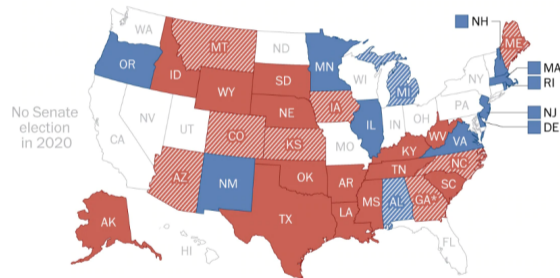 WA
MT
ND
MN
OR
ID
SD
WI
MI
NY
ME
NH
MA
RI
WY
IA
NE
PA
NJ
DE
No Senate
election
in 2020
NV
UT
CO
KS
MO
IL
IN
OH
WV
VA
KY
CA
AZ
NM
OK
AR
TN
NC
SC
TX
LA
MS
AL
GA*
AK
HI
FL